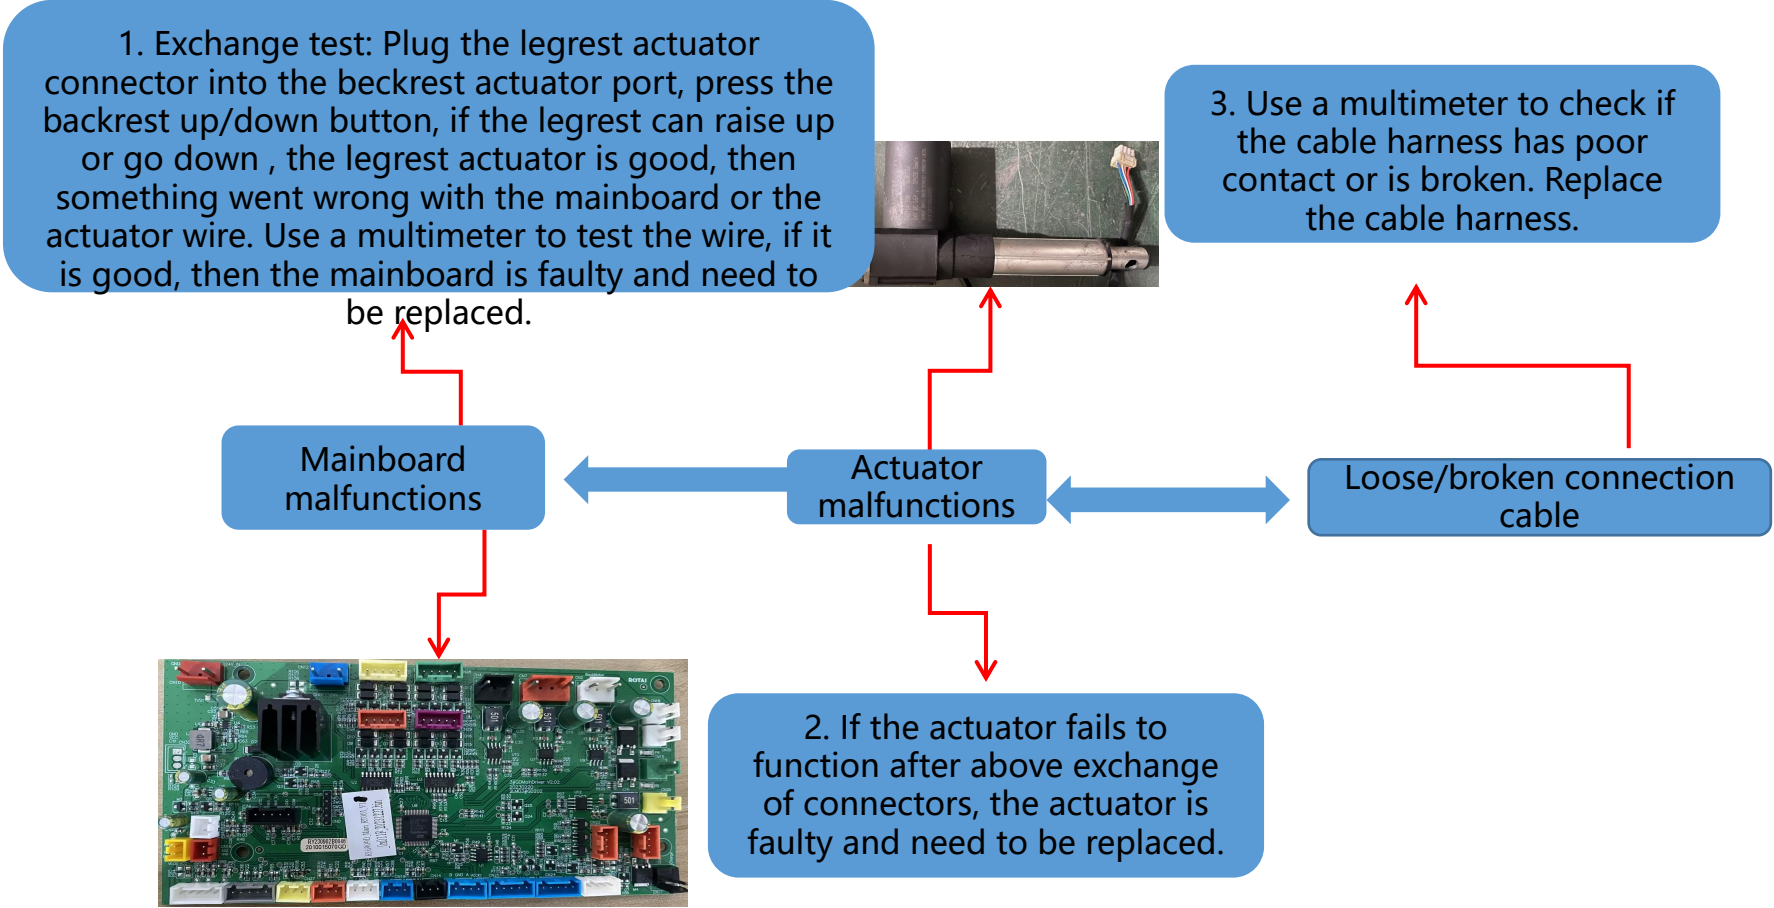 1. Exchange test: Plug the legrest actuator
connector into the beckrest actuator port, press the
backrest up/down button, if the legrest can raise up
or go down , the legrest actuator is good, then
something went wrong with the mainboard or the
actuator wire. Use a multimeter to test the wire, if it
is good, then the mainboard is faulty and need to
be replaced.
3. Use a multimeter to check if
the cable harness has poor
contact or is broken. Replace
the cable harness.
Mainboard
malfunctions
Actuator
malfunctions
Loose/broken connection
cable
2. If the actuator fails to
function after above exchange
of connectors, the actuator is
faulty and need to be replaced.
ROTAI
501
501
501
501